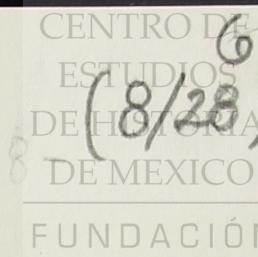 CENTRO DE
6
ESTUDIOS
(8/28,
DE HISTORIA
DE MEXICO
FUNDACIÓN